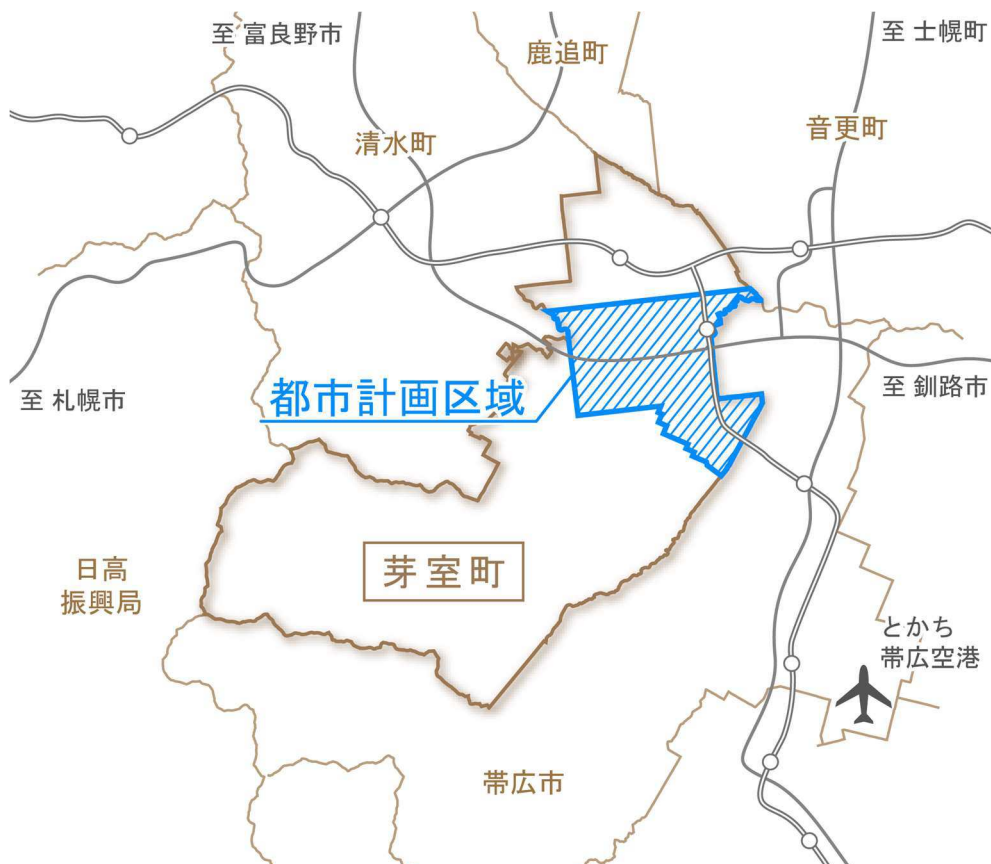 至 富良野市
鹿追町
至 士幌町
清水町
音更町
至 札幌市
都市計画区域
至 釧路市
芽室町
日高
振興局
とかち
帯広空港
帯広市